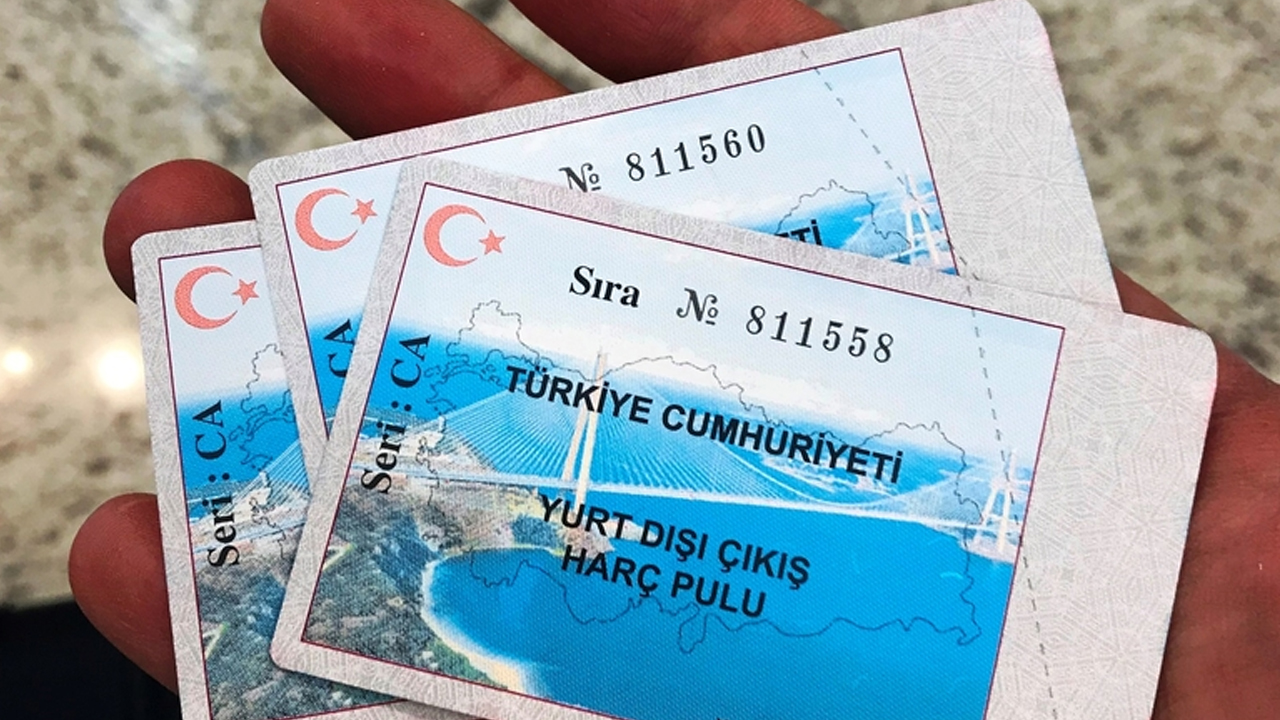 № 811560
Sıra № 811558
TÜRKİYE CUMHURİYETİ
YURT DIŞI ÇIKIŞ
HARÇ PULU
Seri : CA
CA
Seri : CA